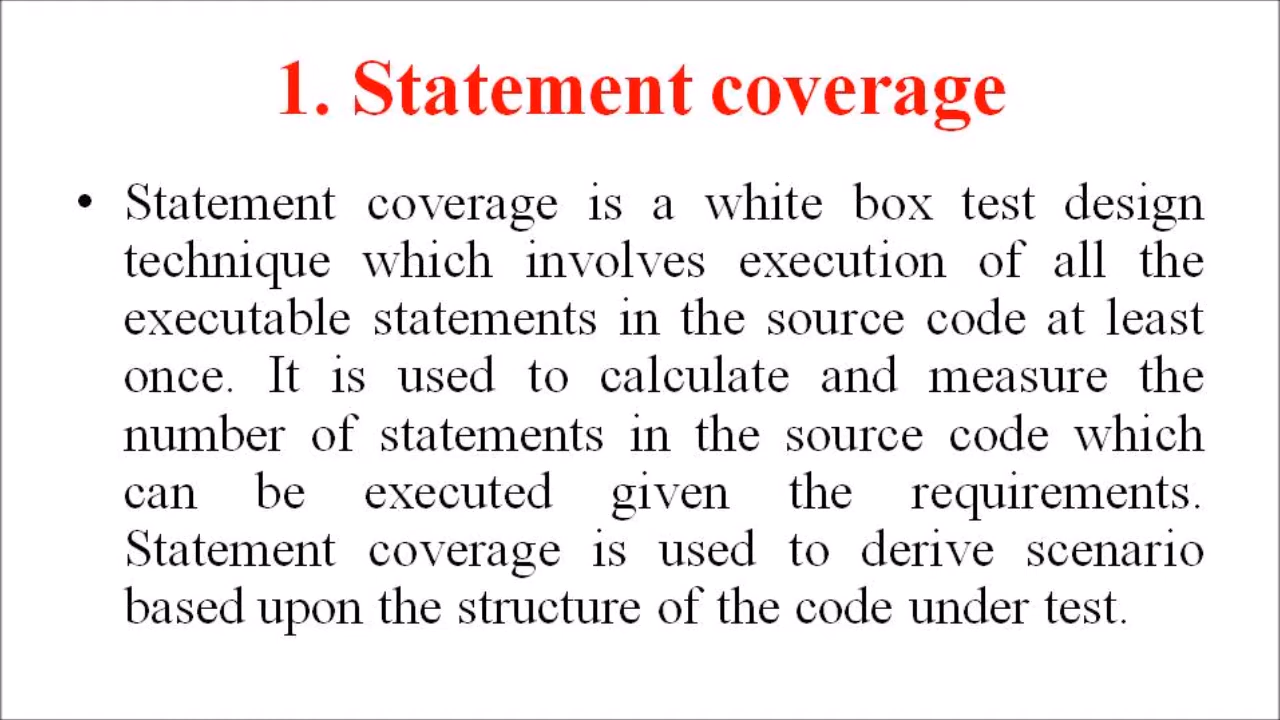 1. Statement coverage
• Statement coverage is a white box test design
technique which involves execution of all the
executable statements in the source code at least
once. It is used to calculate and measure the
number of statements in the source code which
can be executed given the requirements.
Statement coverage is used to derive scenario
based upon the structure of the code under test.